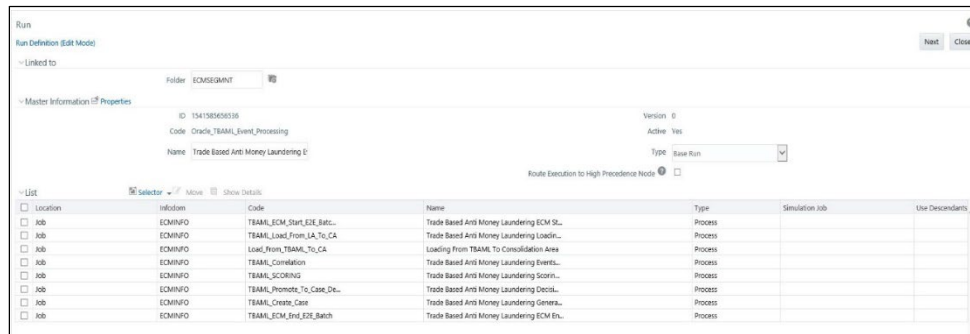 Run
Run Definition (Edit Mode)
Next Close
Linked to
Folder ECMSEGMNT
Master Information Properties
ID 1541585656536 Version 0
Code Oracle_TBAML_Event_Processing Active Yes
Name Trade Based Anti Money Laundering E Type Base Run
Route Execution to High Precedence Node
List Selector Move Show Details
Location Infodom Code Name Type Simulation Job Use Descendants
Job ECMINFO TBAML_ECM_Start_E2E_Batc... Trade Based Anti Money Laundering ECM St... Process
Job ECMINFO TBAML_Load_From_LA_To_CA Trade Based Anti Money Laundering Loadin... Process
Job ECMINFO Load_From_TBAML_To_CA Loading From TBAML To Consolidation Area Process
Job ECMINFO TBAML_Correlation Trade Based Anti Money Laundering Events... Process
Job ECMINFO TBAML_SCORING Trade Based Anti Money Laundering Scorin... Process
Job ECMINFO TBAML_Promote_To_Case_De... Trade Based Anti Money Laundering Decisi... Process
Job ECMINFO TBAML_Create_Case Trade Based Anti Money Laundering Genera... Process
Job ECMINFO TBAML_ECM_End_E2E_Batch Trade Based Anti Money Laundering ECM En... Process